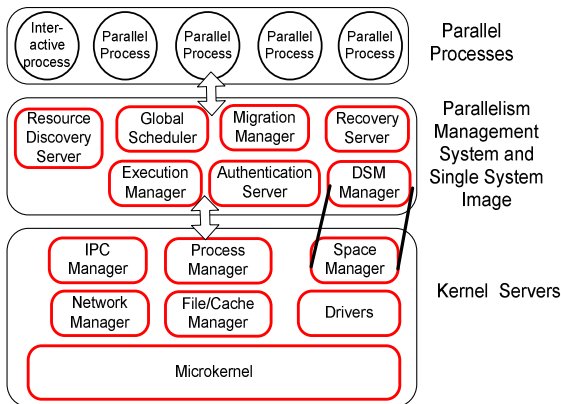 Inter-
active
process
Parallel
Process
Parallel
Process
Parallel
Process
Parallel
Process
Parallel
Processes
Resource
Discovery
Server
Global
Scheduler
Migration
Manager
Recovery
Server
Execution
Manager
Authentication
Server
DSM
Manager
Parallelism
Management
System and
Single System
Image
IPC
Manager
Process
Manager
Space
Manager
Network
Manager
File/Cache
Manager
Drivers
Kernel Servers
Microkernel